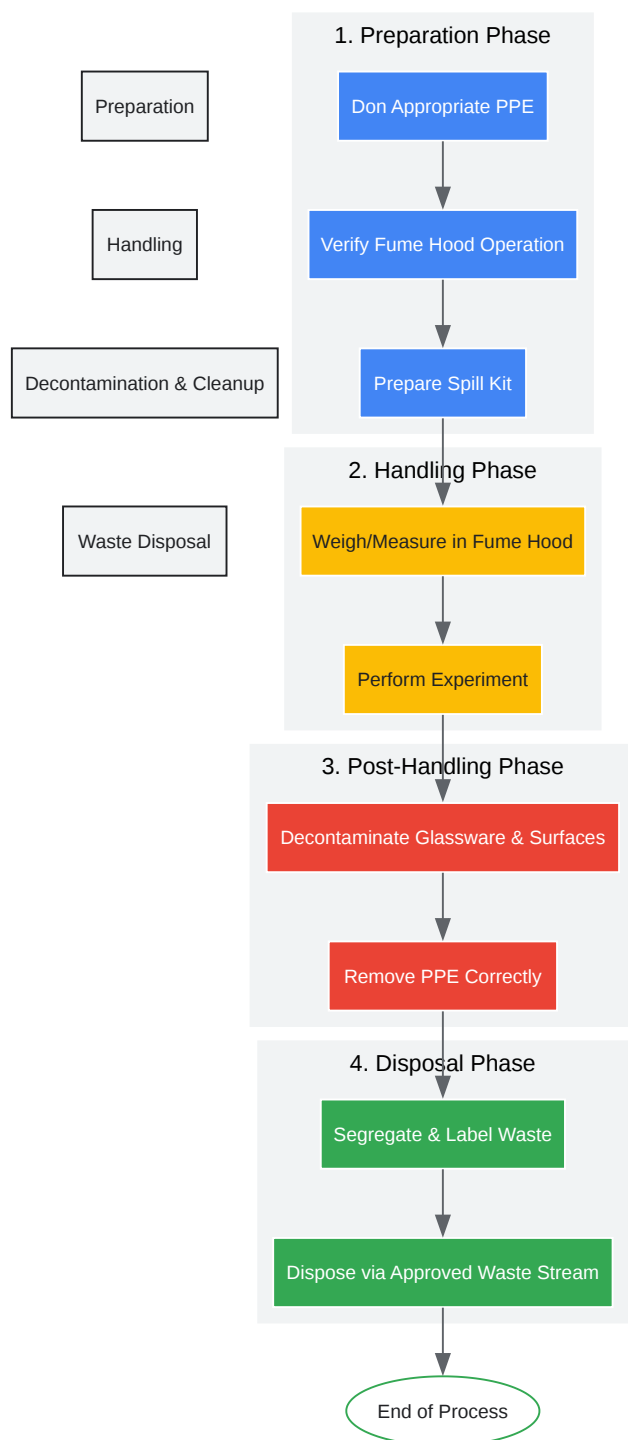 1. Preparation Phase
Preparation
Don Appropriate PPE
Handling
Verify Fume Hood Operation
Decontamination & Cleanup
Prepare Spill Kit
2. Handling Phase
Waste Disposal
Weigh/Measure in Fume Hood
Perform Experiment
3. Post-Handling Phase
Decontaminate Glassware & Surfaces
Remove PPE Correctly
4. Disposal Phase
Segregate & Label Waste
Dispose via Approved Waste Stream
End of Process